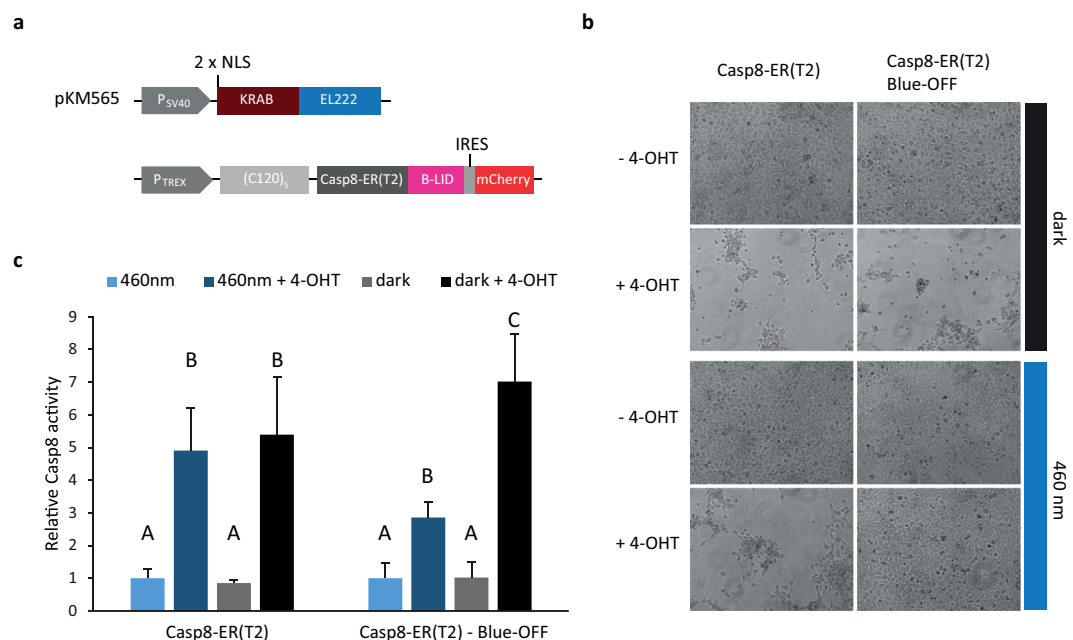 a
2 x NLS
pKM565
PSV40
KRAB
EL222
IRES
PTREX
(C120)5
Casp8-ER(T2)
B-LID
mCherry
b
Casp8-ER(T2)
Casp8-ER(T2)
Blue-OFF
- 4-OHT
+ 4-OHT
dark
- 4-OHT
+ 4-OHT
460 nm
c
460nm
460nm + 4-OHT
dark
dark + 4-OHT
Relative Casp8 activity
9
8
7
6
5
4
3
2
1
0
A
B
A
B
A
B
A
C
Casp8-ER(T2)
Casp8-ER(T2) - Blue-OFF